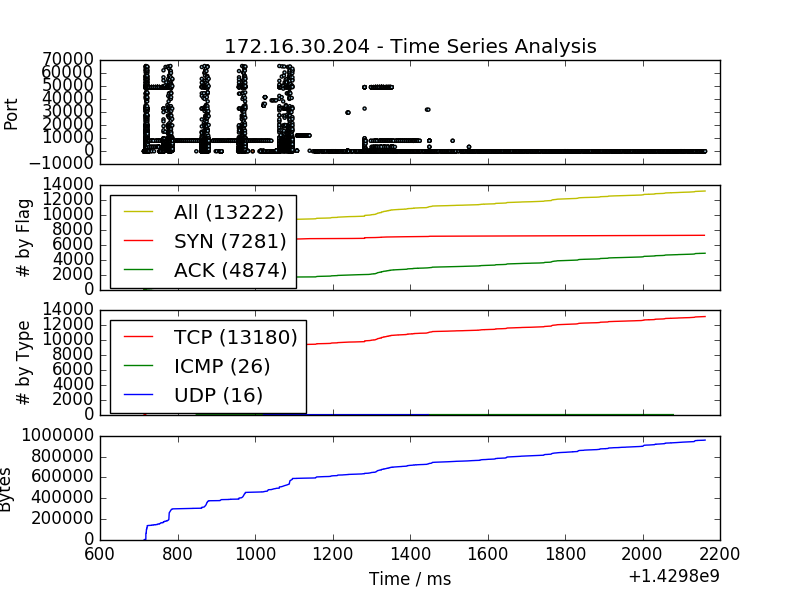 172.16.30.204 - Time Series Analysis
70000
60000
50000
40000
30000
20000
10000
0
−10000
Port
14000
12000
10000
8000
6000
4000
2000
0
# by Flag
All (13222)
SYN (7281)
ACK (4874)
14000
12000
10000
8000
6000
4000
2000
0
# by Type
TCP (13180)
ICMP (26)
UDP (16)
1000000
800000
600000
400000
200000
0
Bytes
600 800 1000 1200 1400 1600 1800 2000 2200
Time / ms
+1.4298e9